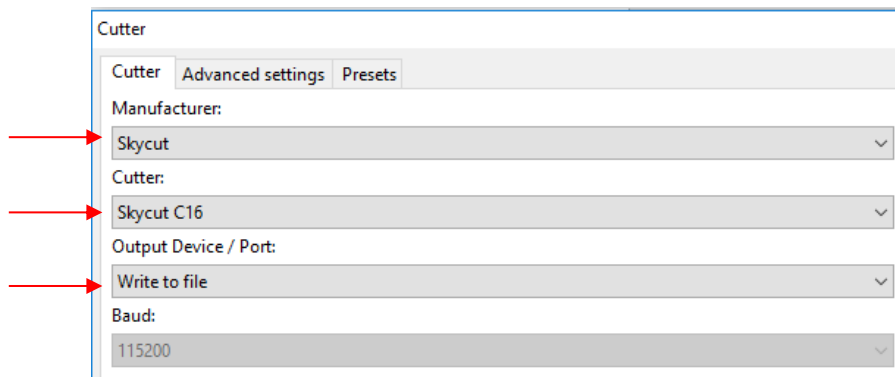 Cutter
Cutter Advanced settings Presets
Manufacturer:
Skycut
Cutter:
Skycut C16
Output Device / Port:
Write to file
Baud:
115200